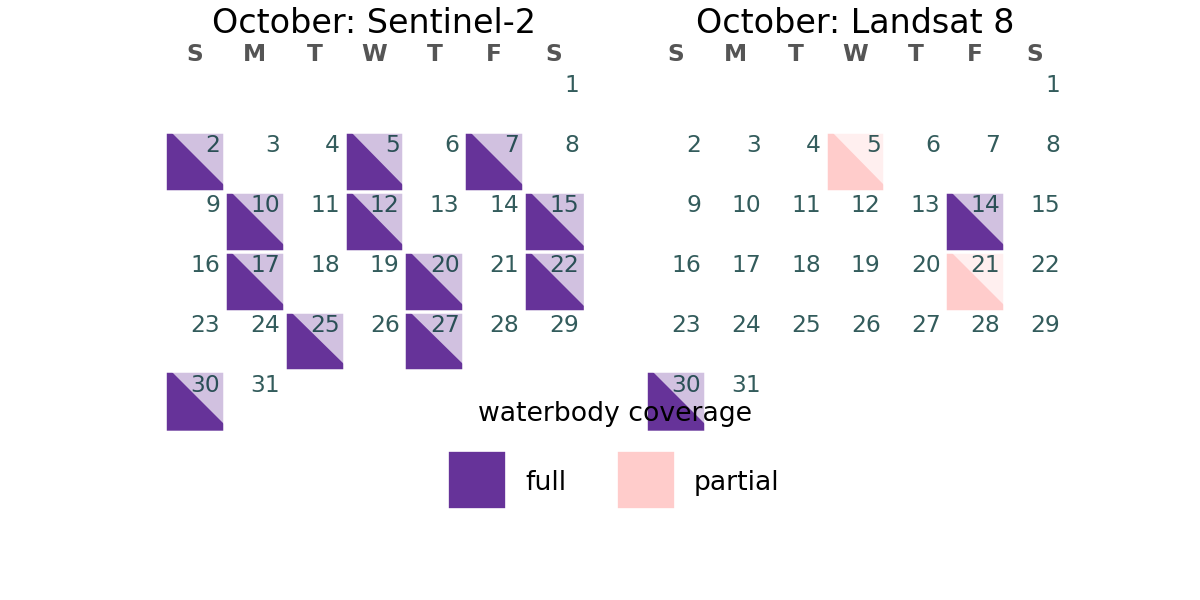 October: Sentinel-2
S M T W T F S
1
2 3 4 5 6 7 8
9 10 11 12 13 14 15
16 17 18 19 20 21 22
23 24 25 26 27 28 29
30 31
October: Landsat 8
S M T W T F S
1
2 3 4 5 6 7 8
9 10 11 12 13 14 15
16 17 18 19 20 21 22
23 24 25 26 27 28 29
30 31
waterbody coverage
full partial